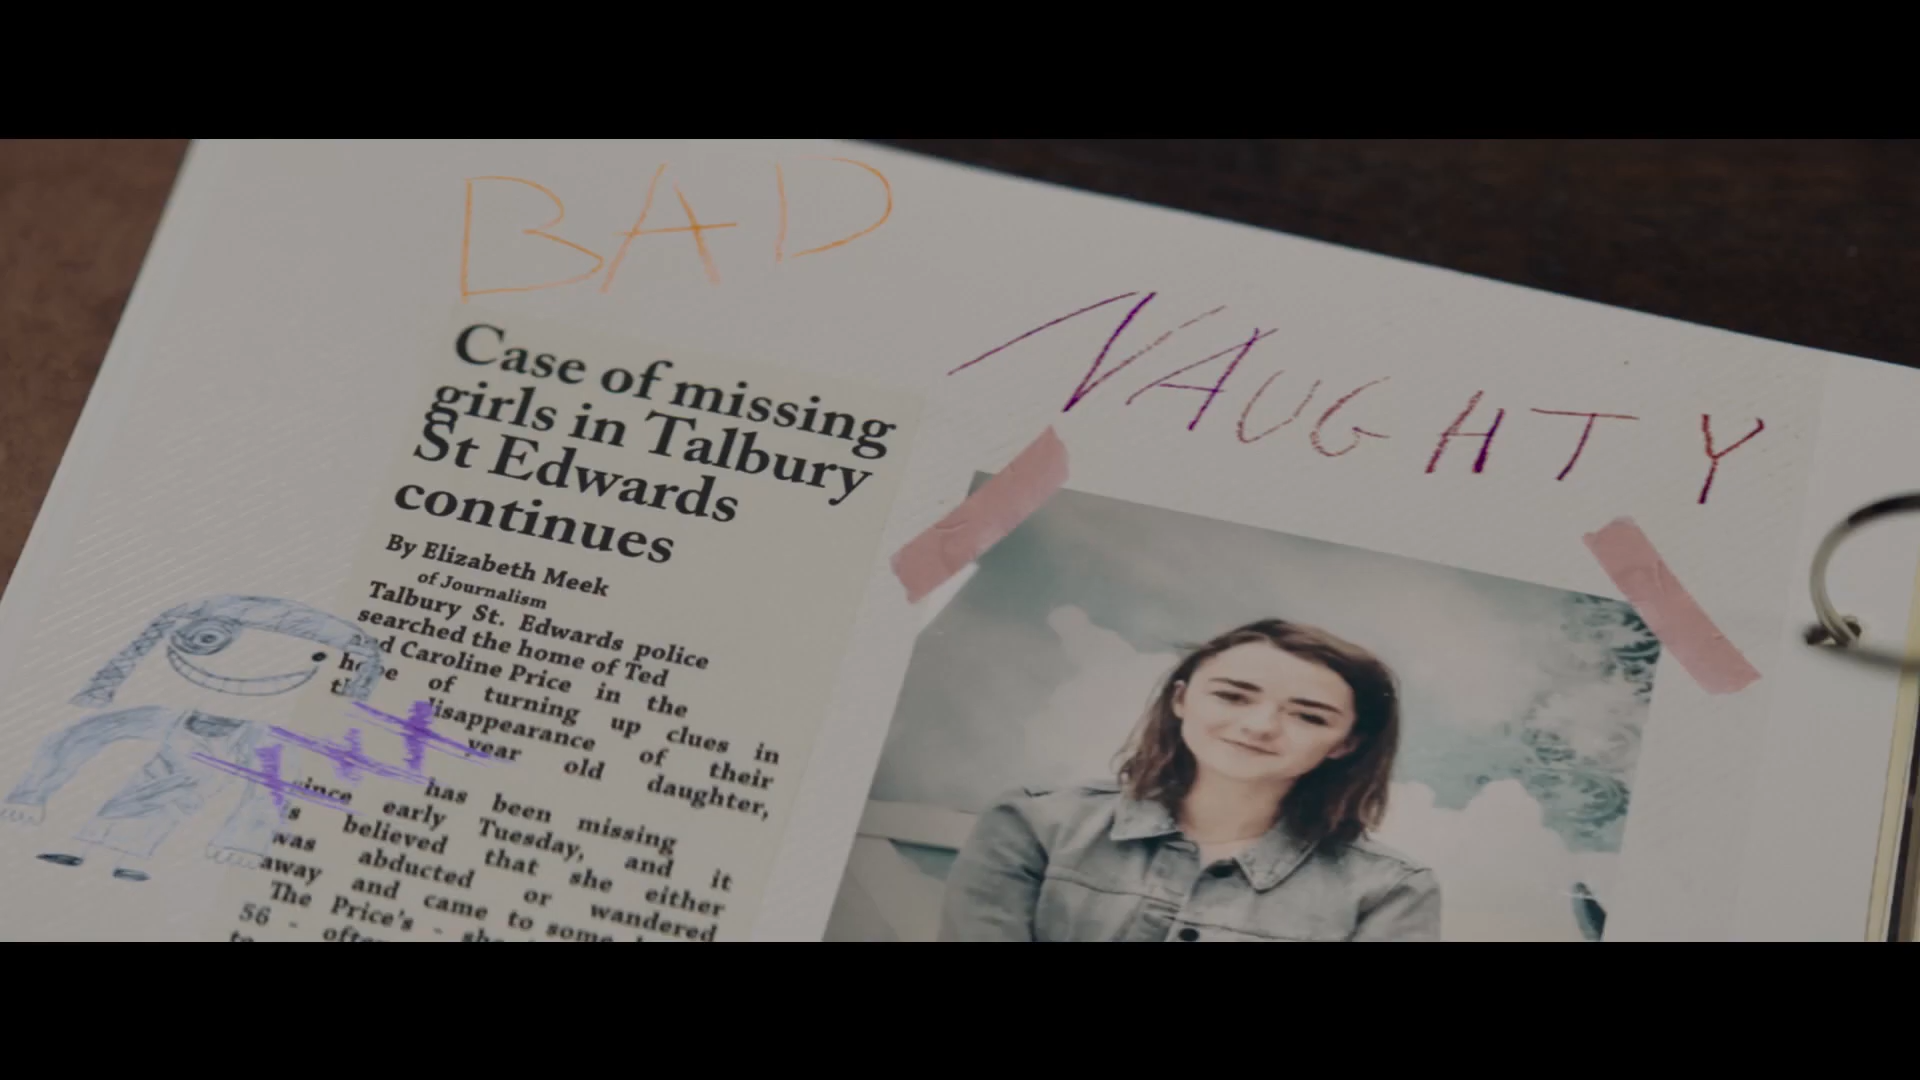 BAD
NAUGHTY
Case of missing
girls in Talbury
St Edwards
continues
By Elizabeth Meek
of Journalism
Talbury St. Edwards police
searched the home of Ted
and Caroline Price in the
of turning up clues in
disappearance of their
year old daughter,
has been missing
since early Tuesday, and it
believed that she either
was abducted or wandered
away and came to some
The Price's -
56 -
to